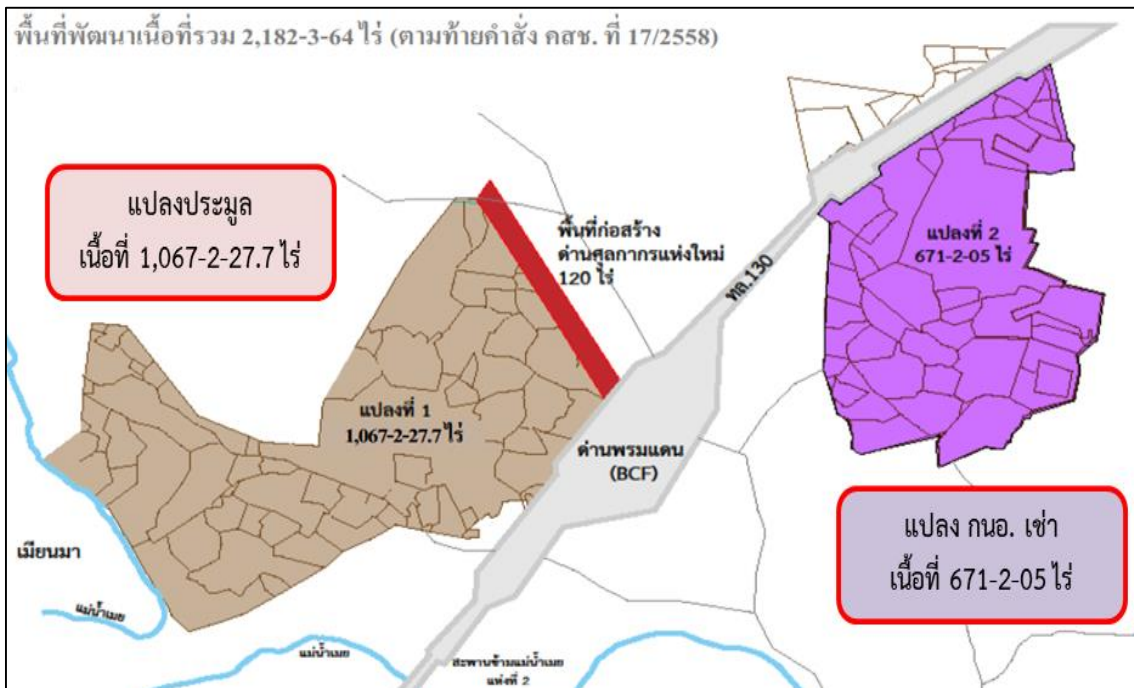 พื้นที่พัฒนาเนื้อที่รวม 2,182-3-64 ไร่ (ตามท้ายคำสั่ง คสช. ที่ 17/2558)
แปลงประมูล
เนื้อที่ 1,067-2-27.7 ไร่
พื้นที่ก่อสร้าง
ด่านศุลกากรแห่งใหม่
120 ไร่
ทล.130
แปลงที่ 2
671-2-05 ไร่
แปลงที่ 1
1,067-2-27.7 ไร่
ด่านพรมแดน
(BCF)
แปลง กนอ. เช่า
เนื้อที่ 671-2-05 ไร่
เมียนมา
แม่น้ำเมย
แม่น้ำเมย
สะพานข้ามแม่น้ำเมย
แห่งที่ 2